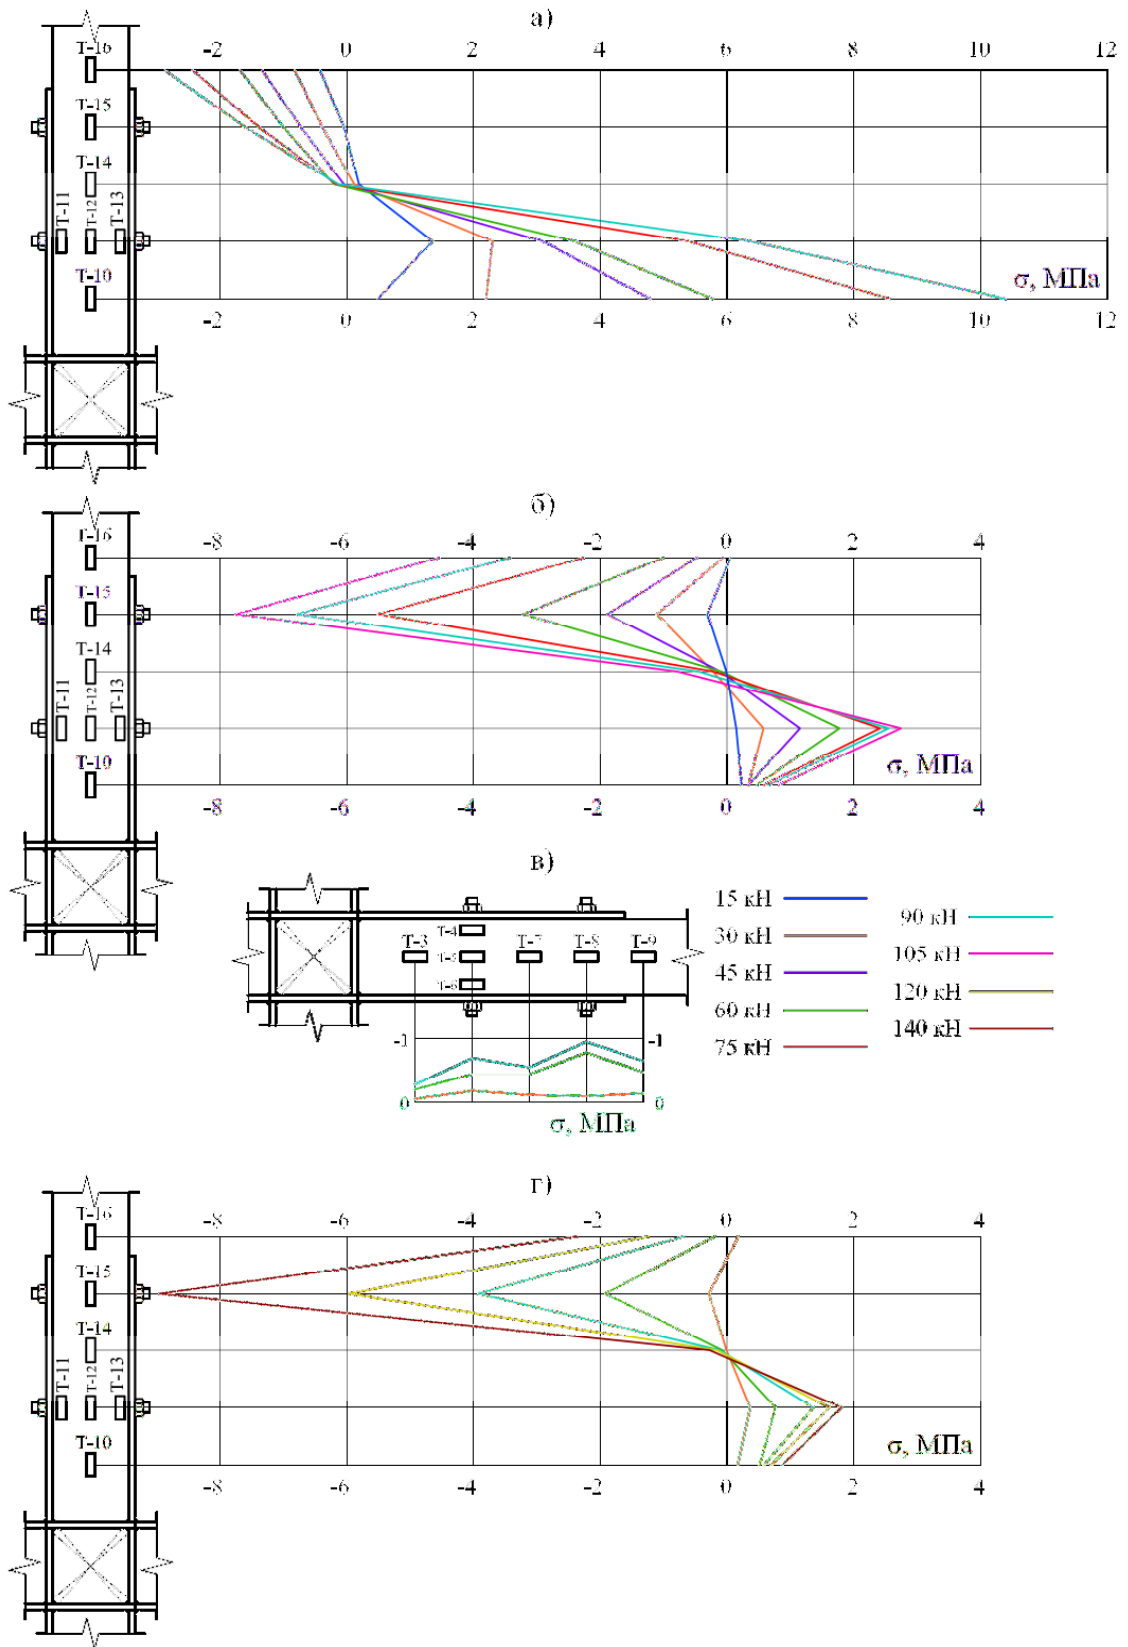 а)
-2 0 2 4 6 8 10 12
Т-16
Т-15
Т-14
Т-11 Т-12 Т-13
Т-10
σ, МПа
-2 0 2 4 6 8 10 12
б)
-8 -6 -4 -2 0 2 4
Т-16
Т-15
Т-14
Т-11 Т-12 Т-13
Т-10
σ, МПа
-8 -6 -4 -2 0 2 4
в)
Т-3 Т-4 Т-5 Т-6 Т-7 Т-8 Т-9
-1 -1
0 0
σ, МПа
15 кН
30 кН
45 кН
60 кН
75 кН
90 кН
105 кН
120 кН
140 кН
г)
-8 -6 -4 -2 0 2 4
Т-16
Т-15
Т-14
Т-11 Т-12 Т-13
Т-10
σ, МПа
-8 -6 -4 -2 0 2 4